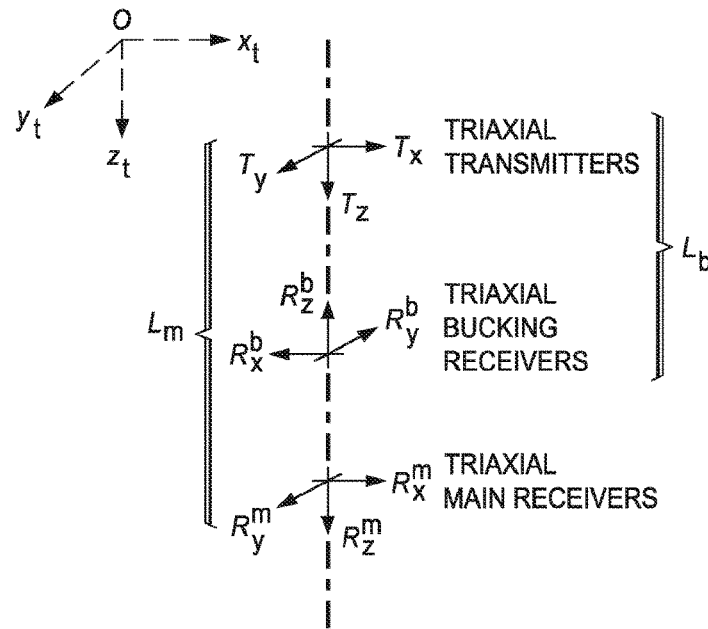 O
x_t
y_t
z_t
TRIAXIAL
TRANSMITTERS
T_x
T_y
T_z
L_b
L_m
R_z^b
R_y^b
R_x^b
TRIAXIAL
BUCKING
RECEIVERS
R_x^m
R_y^m
R_z^m
TRIAXIAL
MAIN RECEIVERS